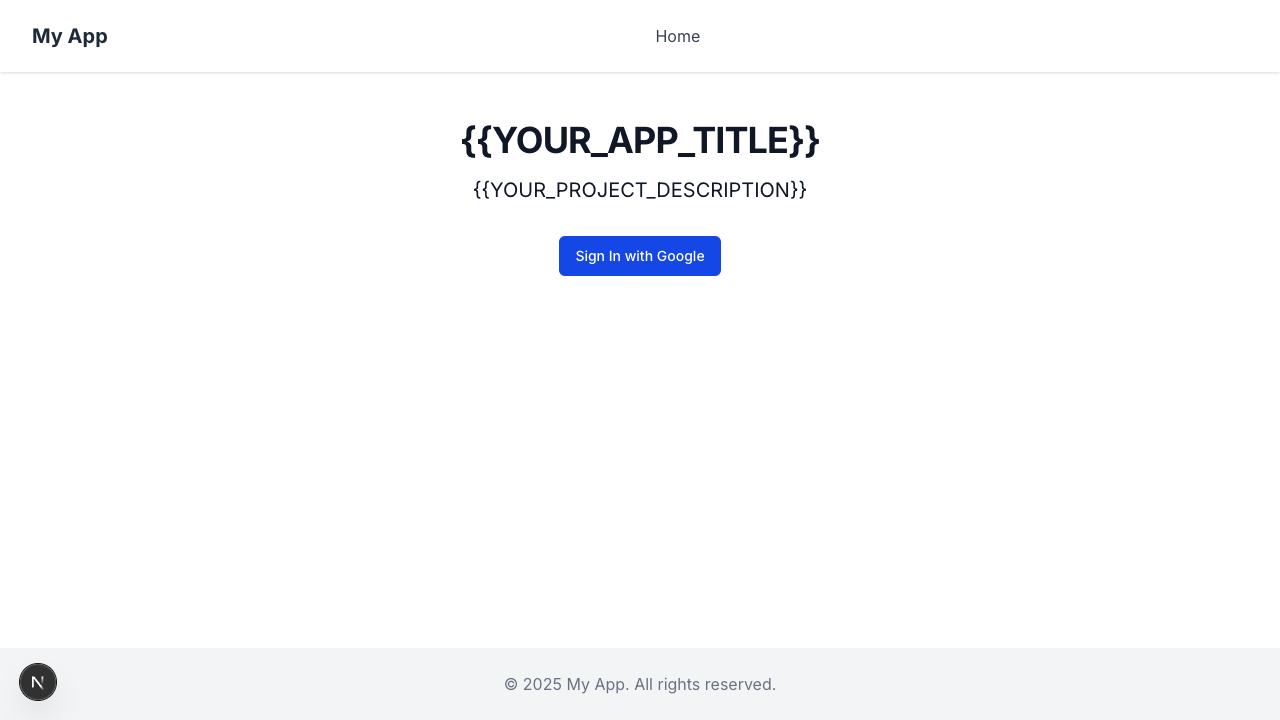 My App
Home
{{YOUR_APP_TITLE}}
{{YOUR_PROJECT_DESCRIPTION}}
Sign In with Google
N
© 2025 My App. All rights reserved.